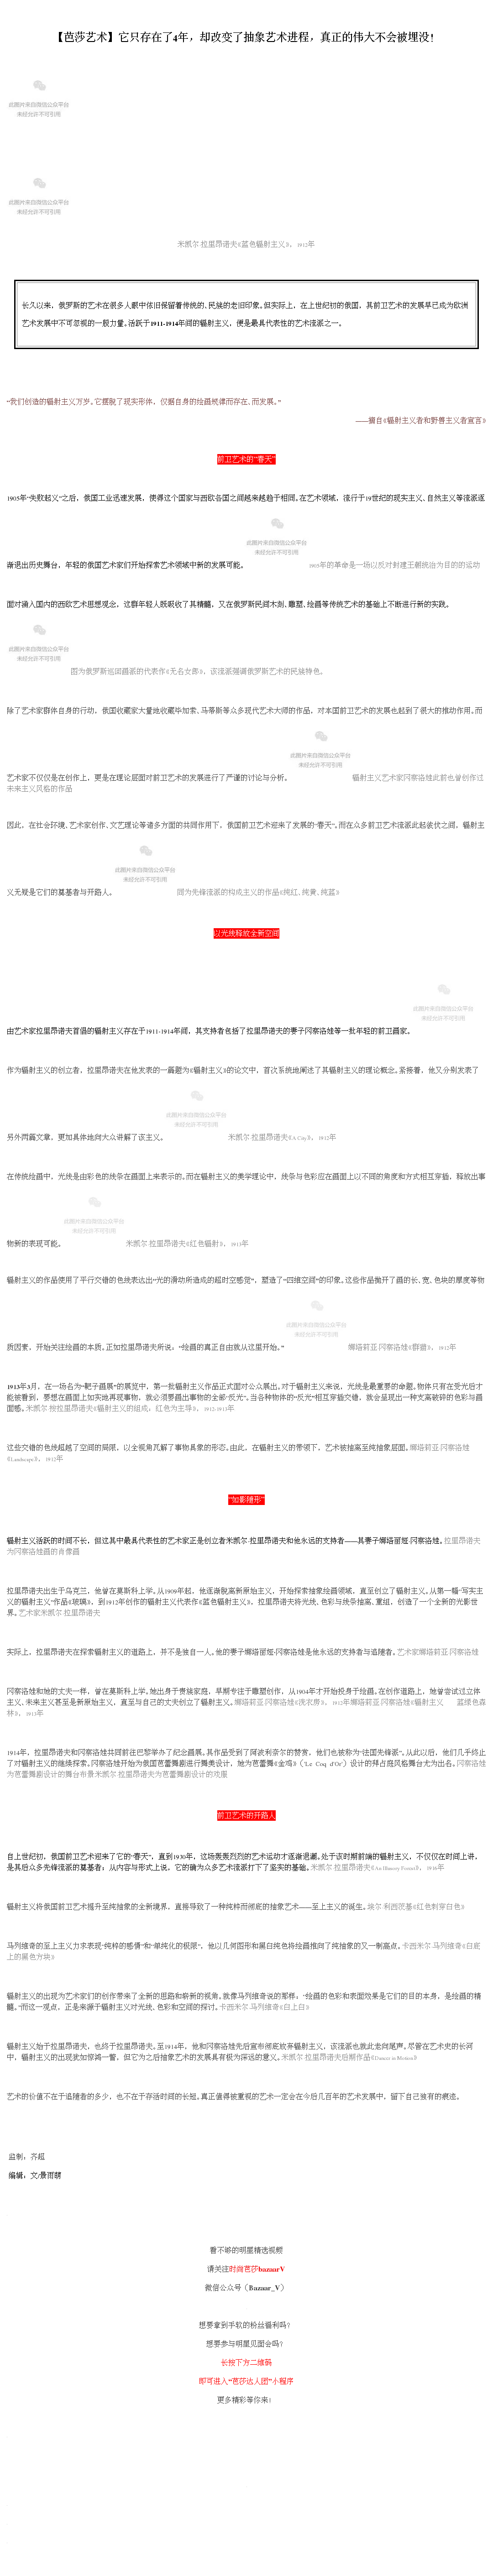 【芭莎艺术】它只存在了4年，却改变了抽象艺术进程，真正的伟大不会被埋没！
此图片来自微信公众平台
未经允许不可引用
此图片来自微信公众平台
未经允许不可引用
米凯尔·拉里昂诺夫《蓝色辐射主义》，1912年
长久以来，俄罗斯的艺术在很多人眼中依旧保留着传统的、民族的老旧印象。但实际上，在上世纪初的俄国，其前卫艺术的发展早已成为欧洲
艺术发展中不可忽视的一股力量。活跃于1911-1914年间的辐射主义，便是最具代表性的艺术流派之一。
“我们创造的辐射主义万岁。它摆脱了现实形体，仅据自身的绘画规律而存在、而发展。”
——摘自《辐射主义者和野兽主义者宣言》
前卫艺术的“春天”
1905年“失败起义”之后，俄国工业迅速发展，使得这个国家与西欧各国之间越来越趋于相同。在艺术领域，流行于19世纪的现实主义、自然主义等流派逐
此图片来自微信公众平台
未经允许不可引用
渐退出历史舞台，年轻的俄国艺术家们开始探索艺术领域中新的发展可能。 1905年的革命是一场以反对封建王朝统治为目的的运动
面对涌入国内的西欧艺术思想观念，这群年轻人既吸收了其精髓，又在俄罗斯民间木刻、雕塑、绘画等传统艺术的基础上不断进行新的实践。
此图片来自微信公众平台
未经允许不可引用
图为俄罗斯巡回画派的代表作《无名女郎》，该流派强调俄罗斯艺术的民族特色。
除了艺术家群体自身的行动，俄国收藏家大量地收藏毕加索、马蒂斯等众多现代艺术大师的作品，对本国前卫艺术的发展也起到了很大的推动作用。而
此图片来自微信公众平台
未经允许不可引用
艺术家不仅仅是在创作上，更是在理论层面对前卫艺术的发展进行了严谨的讨论与分析。 辐射主义艺术家冈察洛娃此前也曾创作过
未来主义风格的作品
因此，在社会环境、艺术家创作、文艺理论等诸多方面的共同作用下，俄国前卫艺术迎来了发展的“春天”。而在众多前卫艺术流派此起彼伏之间，辐射主
此图片来自微信公众平台
未经允许不可引用
义无疑是它们的奠基者与开路人。 同为先锋流派的构成主义的作品《纯红、纯黄、纯蓝》
以光线释放全新空间
此图片来自微信公众平台
未经允许不可引用
由艺术家拉里昂诺夫首倡的辐射主义存在于1911-1914年间，其支持者包括了拉里昂诺夫的妻子冈察洛娃等一批年轻的前卫画家。
作为辐射主义的创立者，拉里昂诺夫在他发表的一篇题为《辐射主义》的论文中，首次系统地阐述了其辐射主义的理论概念。紧接着，他又分别发表了
此图片来自微信公众平台
未经允许不可引用
另外两篇文章，更加具体地向大众讲解了该主义。 米凯尔·拉里昂诺夫《A City》，1912年
在传统绘画中，光线是由彩色的线条在画面上来表示的。而在辐射主义的美学理论中，线条与色彩应在画面上以不同的角度和方式相互穿插，释放出事
此图片来自微信公众平台
未经允许不可引用
物新的表现可能。 米凯尔·拉里昂诺夫《红色辐射》，1913年
辐射主义的作品使用了平行交错的色线表达出“光的滑动所造成的超时空感觉”，塑造了“四维空间”的印象。这些作品抛开了画的长、宽、色块的厚度等物
此图片来自微信公众平台
未经允许不可引用
质因素，开始关注绘画的本质。正如拉里昂诺夫所说，“绘画的真正自由就从这里开始。” 娜塔莉亚·冈察洛娃《群猫》，1912年
1913年3月，在一场名为“靶子画展”的展览中，第一批辐射主义作品正式面对公众展出。对于辐射主义来说，光线是最重要的命题。物体只有在受光后才
能被看到，要想在画面上如实地再现事物，就必须要画出事物的全部“反光”。当各种物体的“反光”相互穿插交错，就会呈现出一种支离破碎的色彩与画
面感。米凯尔·按拉里昂诺夫《辐射主义的组成，红色为主导》，1912-1913年
这些交错的色线超越了空间的局限，以全视角瓦解了事物具象的形态。由此，在辐射主义的带领下，艺术被抽离至纯抽象层面。娜塔莉亚·冈察洛娃
《Landscape》，1912年
“如影随形”
辐射主义活跃的时间不长，但这其中最具代表性的艺术家正是创立者米凯尔·拉里昂诺夫和他永远的支持者——其妻子娜塔丽娅·冈察洛娃。拉里昂诺夫
为冈察洛娃画的肖像画
拉里昂诺夫出生于乌克兰，他曾在莫斯科上学。从1909年起，他逐渐脱离新原始主义，开始探索抽象绘画领域，直至创立了辐射主义。从第一幅“写实主
义的辐射主义”作品《玻璃》，到1912年创作的辐射主义代表作《蓝色辐射主义》，拉里昂诺夫将光线、色彩与线条抽离、重组，创造了一个全新的光影世
界。艺术家米凯尔·拉里昂诺夫
实际上，拉里昂诺夫在探索辐射主义的道路上，并不是独自一人。他的妻子娜塔丽娅·冈察洛娃是他永远的支持者与追随者。艺术家娜塔莉亚·冈察洛娃
冈察洛娃和她的丈夫一样，曾在莫斯科上学。她出身于贵族家庭，早期专注于雕塑创作，从1904年才开始投身于绘画。在创作道路上，她曾尝试过立体
主义、未来主义甚至是新原始主义，直至与自己的丈夫创立了辐射主义。娜塔莉亚·冈察洛娃《洗衣房》，1912年娜塔莉亚·冈察洛娃《辐射主义 蓝绿色森
林》，1913年
1914年，拉里昂诺夫和冈察洛娃共同前往巴黎举办了纪念画展。其作品受到了阿波利奈尔的赞赏，他们也被称为“法国先锋派”。从此以后，他们几乎终止
了对辐射主义的继续探索。冈察洛娃开始为俄国芭蕾舞剧进行舞美设计，她为芭蕾舞《金鸡》（‘Le Coq d'Or’）设计的拜占庭风格舞台尤为出名。冈察洛娃
为芭蕾舞剧设计的舞台布景米凯尔·拉里昂诺夫为芭蕾舞剧设计的戏服
前卫艺术的开路人
自上世纪初，俄国前卫艺术迎来了它的“春天”，直到1930年，这场轰轰烈烈的艺术运动才逐渐退潮。处于该时期前端的辐射主义，不仅仅在时间上讲，
是其后众多先锋流派的奠基者；从内容与形式上说，它的确为众多艺术流派打下了坚实的基础。米凯尔·拉里昂诺夫
辐射主义将俄国前卫艺术提升至纯抽象的全新境界，直接导致了一种纯粹而彻底的抽象艺术——至上主义的诞生。埃尔·利西茨基《红色刺穿白色》
马列维奇的至上主义力求表现“纯粹的感情”和“单纯化的极限”，他以几何图形和黑白纯色将绘画推向了纯抽象的又一制高点。卡西米尔·马列维奇《白底
上的黑色方块》
辐射主义的出现为艺术家们的创作带来了全新的思路和崭新的视角。就像马列维奇说的那样：“绘画的色彩和表面效果是它们的目的本身，是绘画的精
髓。”而这一观点，正是来源于辐射主义对光线、色彩和空间的探讨。卡西米尔·马列维奇《白上白》
辐射主义始于拉里昂诺夫，也终于拉里昂诺夫。至1914年，他和冈察洛娃先后宣布彻底放弃辐射主义，该流派也就此走向尾声。尽管在艺术史的长河
中，辐射主义的出现犹如惊鸿一瞥，但它为之后抽象艺术的发展具有极为深远的意义。米凯尔·拉里昂诺夫后期作品《Dancer in Motion》
艺术的价值不在于追随者的多少，也不在于存活时间的长短。真正值得被重视的艺术一定会在今后几百年的艺术发展中，留下自己独有的痕迹。
监制：齐超
编辑：文/景雨萌
看不够的明星精选视频
请关注时尚芭莎bazaarV
微信公众号（Bazaar_V）
想要拿到手软的粉丝福利吗？
想要参与明星见面会吗？
长按下方二维码
即可进入“芭莎达人团”小程序
更多精彩等你来！